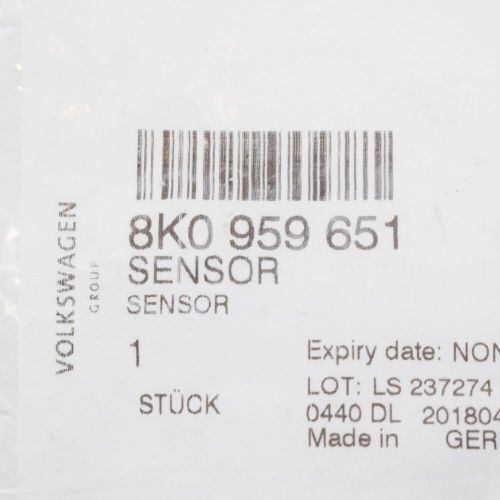 VOLKSWAGEN
GROUP
8K0 959 651
SENSOR
SENSOR
1
STÜCK
Expiry date: NON
LOT: LS 237274
0440 DL 201804
Made in GER